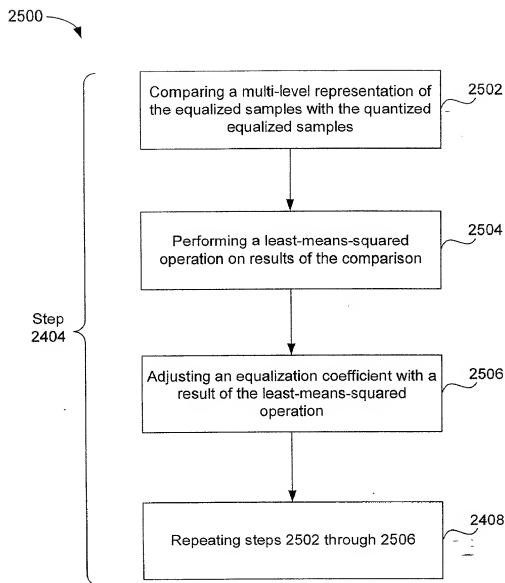 2500
Comparing a multi-level representation of
the equalized samples with the quantized
equalized samples
2502
Performing a least-means-squared
operation on results of the comparison
2504
Step
2404
Adjusting an equalization coefficient with a
result of the least-means-squared
operation
2506
Repeating steps 2502 through 2506
2408